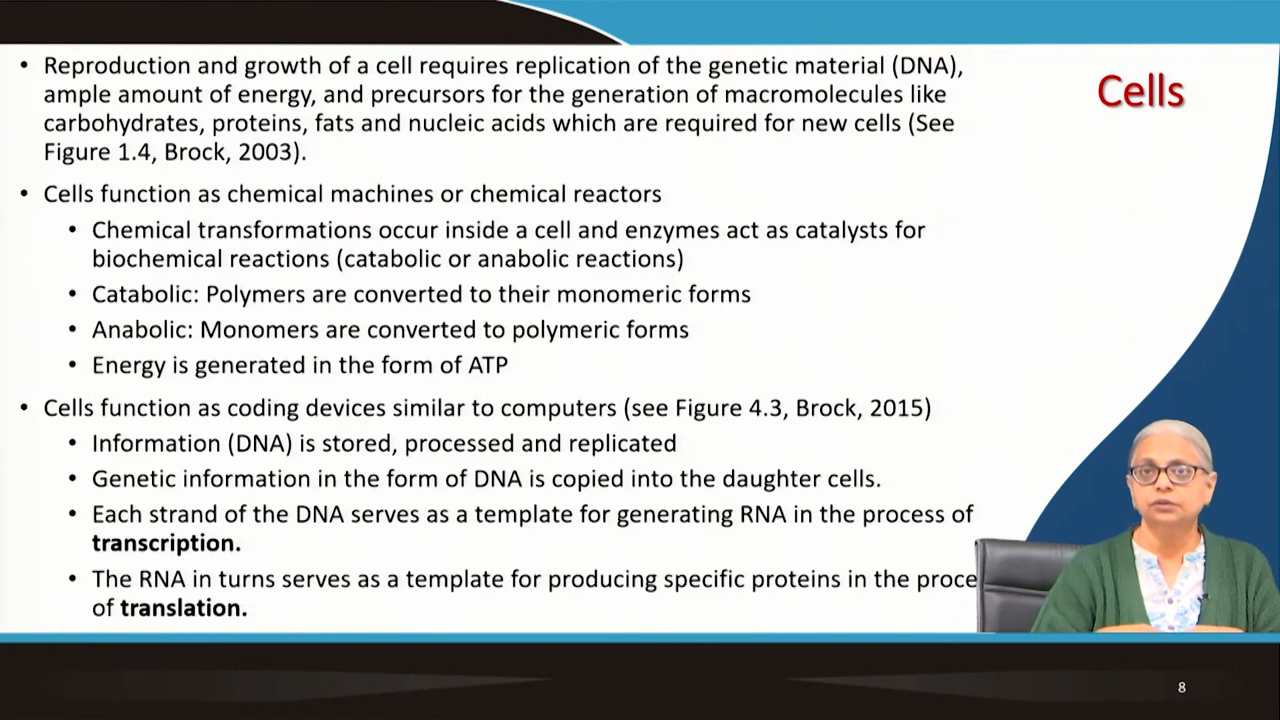 Cells
• Reproduction and growth of a cell requires replication of the genetic material (DNA),
ample amount of energy, and precursors for the generation of macromolecules like
carbohydrates, proteins, fats and nucleic acids which are required for new cells (See
Figure 1.4, Brock, 2003).
• Cells function as chemical machines or chemical reactors
• Chemical transformations occur inside a cell and enzymes act as catalysts for
biochemical reactions (catabolic or anabolic reactions)
• Catabolic: Polymers are converted to their monomeric forms
• Anabolic: Monomers are converted to polymeric forms
• Energy is generated in the form of ATP
• Cells function as coding devices similar to computers (see Figure 4.3, Brock, 2015)
• Information (DNA) is stored, processed and replicated
• Genetic information in the form of DNA is copied into the daughter cells.
• Each strand of the DNA serves as a template for generating RNA in the process of
transcription.
• The RNA in turns serves as a template for producing specific proteins in the proce
of translation.
8